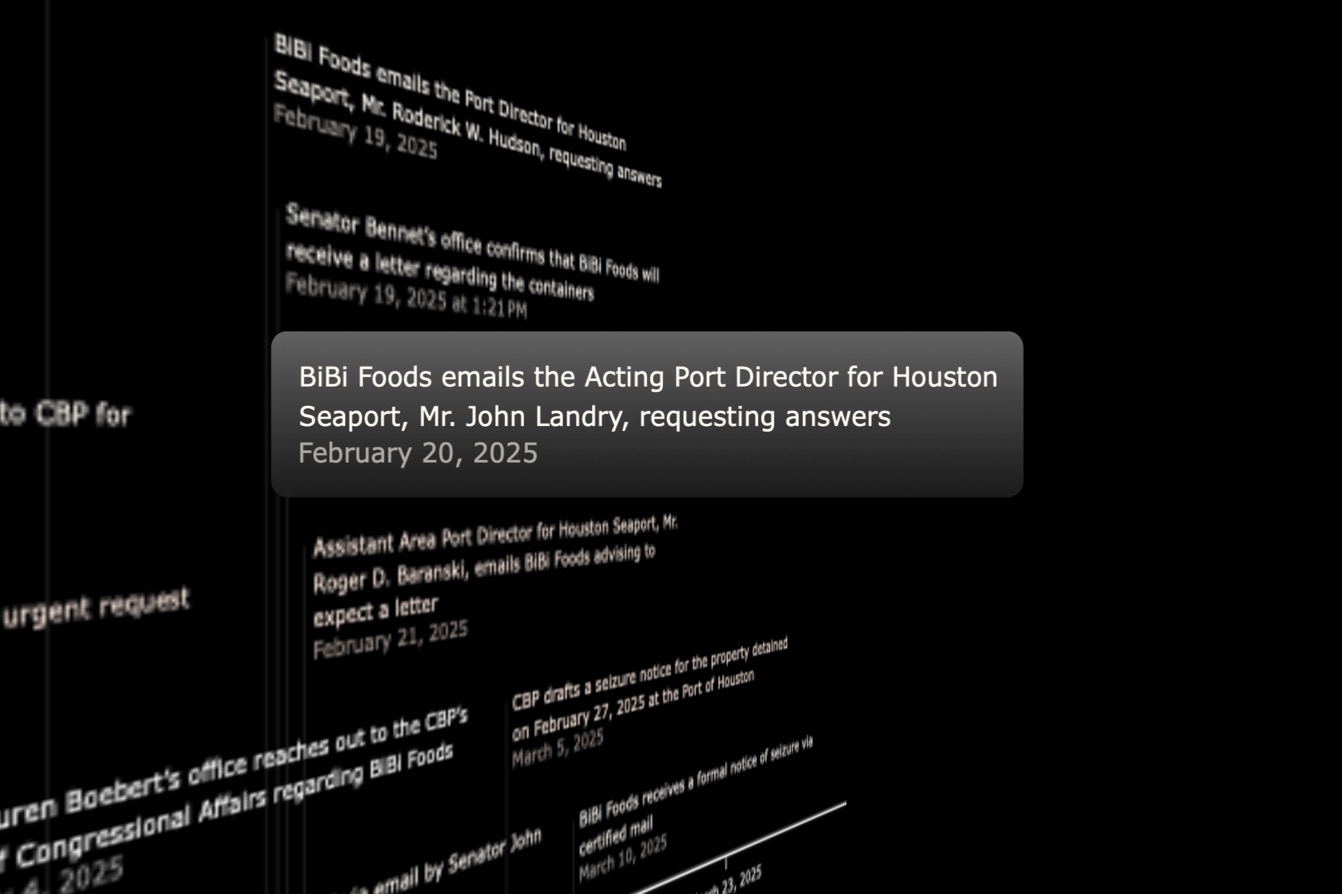 BiBi Foods emails the Port Director for Houston
Seaport, Mr. Roderick W. Hudson, requesting answers
February 19, 2025
Senator Bennet's office confirms that BiBi Foods will
receive a letter regarding the containers
February 19, 2025 at 1:21PM
BiBi Foods emails the Acting Port Director for Houston
Seaport, Mr. John Landry, requesting answers
February 20, 2025
to CBP for
Assistant Area Port Director for Houston Seaport, Mr.
Roger D. Baranski, emails BiBi Foods advising to
expect a letter
February 21, 2025
urgent request
CBP drafts a seizure notice for the property detained
on February 27, 2025 at the Port of Houston
March 5, 2025
uren Boebert's office reaches out to the CBP's
f Congressional Affairs regarding BiBi Foods
4, 2025
BiBi Foods receives a formal notice of seizure via
certified mail
March 10, 2025
email by Senator John
23, 2025